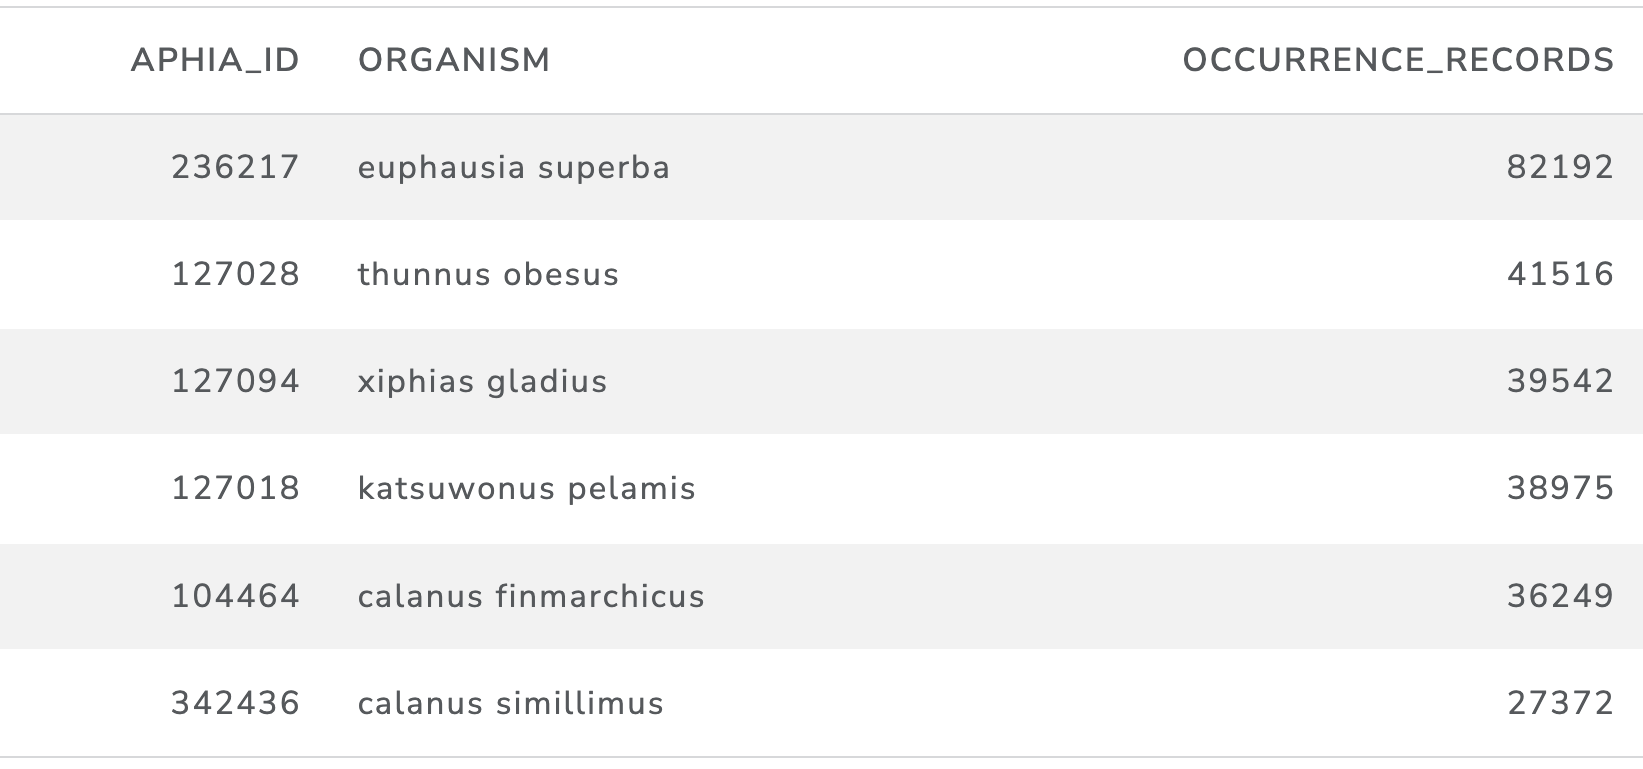 APHIA_ID ORGANISM OCCURRENCE_RECORDS
236217 euphausia superba 82192
127028 thunnus obesus 41516
127094 xiphias gladius 39542
127018 katsuwonus pelamis 38975
104464 calanus finmarchicus 36249
342436 calanus simillimus 27372